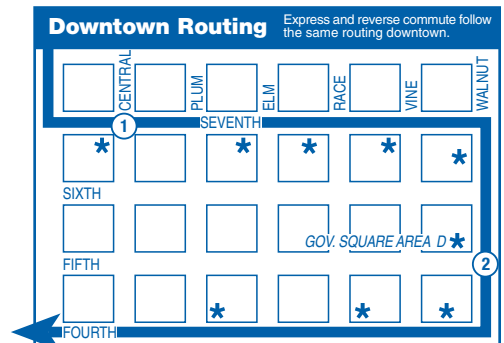 Downtown Routing
Express and reverse commute follow
the same routing downtown.
CENTRAL
PLUM
ELM
RACE
VINE
WALNUT
1
SEVENTH
SIXTH
GOV. SQUARE AREA D
FIFTH
2
FOURTH